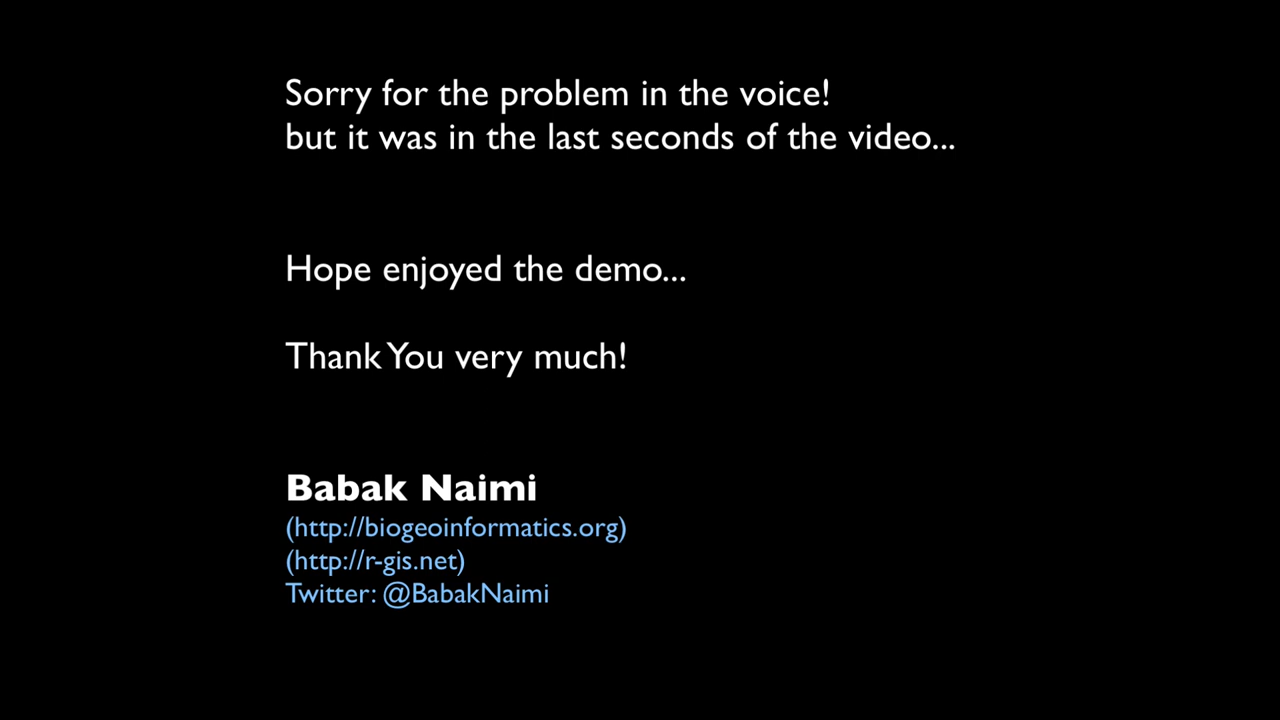 Sorry for the problem in the voice!
but it was in the last seconds of the video...
Hope enjoyed the demo...
Thank You very much!
Babak Naimi
(http://biogeoinformatics.org)
(http://r-gis.net)
Twitter: @BabakNaimi